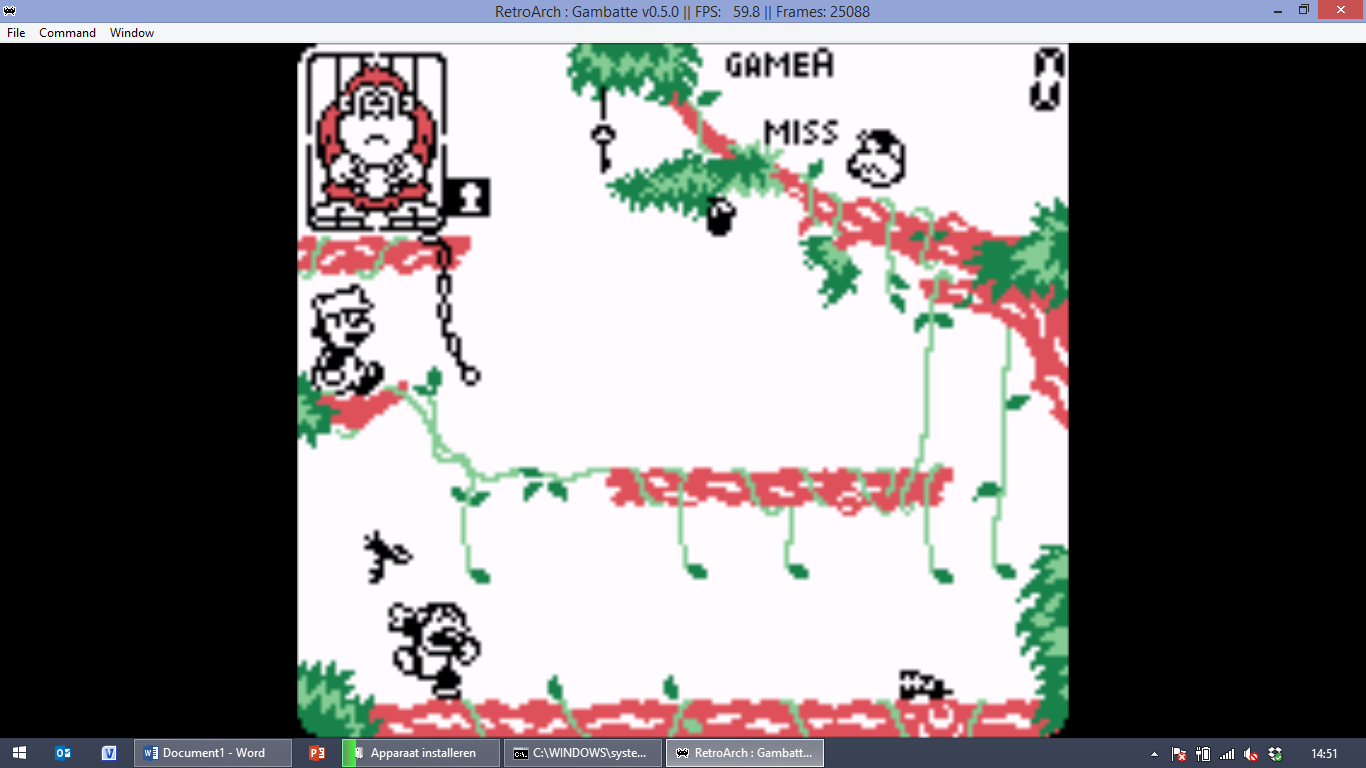 RetroArch : Gambatte v0.5.0 || FPS: 59.8 || Frames: 25088
File Command Window
GAMEA
0
MISS
Document1 - Word
Apparaat installeren
C:\WINDOWS\syste...
RetroArch : Gambatt...
14:51